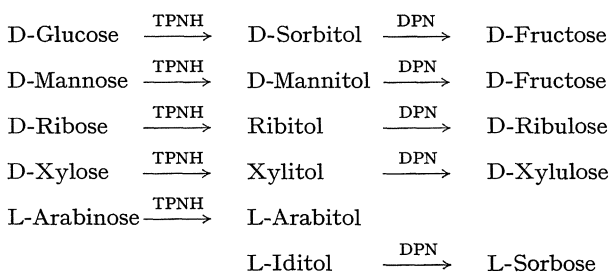 D-Glucose TPNH⟶ D-Sorbitol DPN⟶ D-Fructose
D-Mannose TPNH⟶ D-Mannitol DPN⟶ D-Fructose
D-Ribose TPNH⟶ Ribitol DPN⟶ D-Ribulose
D-Xylose TPNH⟶ Xylitol DPN⟶ D-Xylulose
L-Arabinose TPNH⟶ L-Arabitol
L-Iditol DPN⟶ L-Sorbose